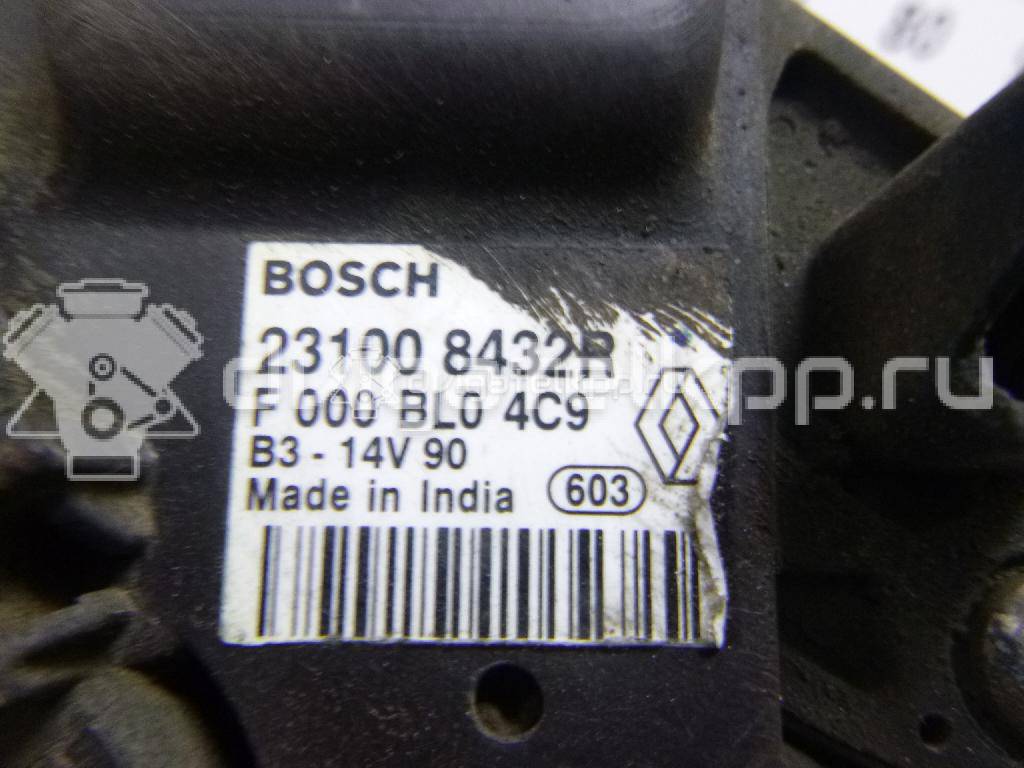 BOSCH
23100 8432R
F 000 BL0 4C9
B3 - 14V 90
Made in India 603